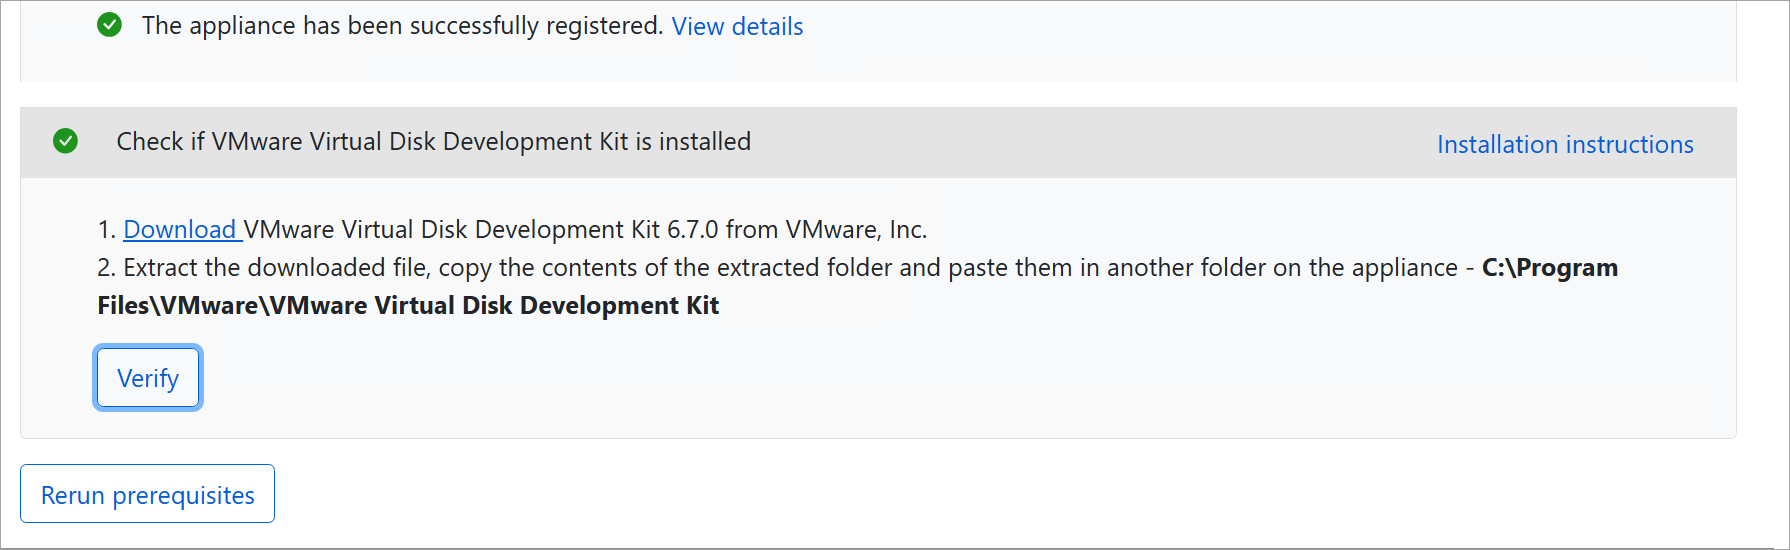 The appliance has been successfully registered. View details
Check if VMware Virtual Disk Development Kit is installed
Installation instructions
1. Download VMware Virtual Disk Development Kit 6.7.0 from VMware, Inc.
2. Extract the downloaded file, copy the contents of the extracted folder and paste them in another folder on the appliance - C:\Program
Files\VMware\VMware Virtual Disk Development Kit
Verify
Rerun prerequisites